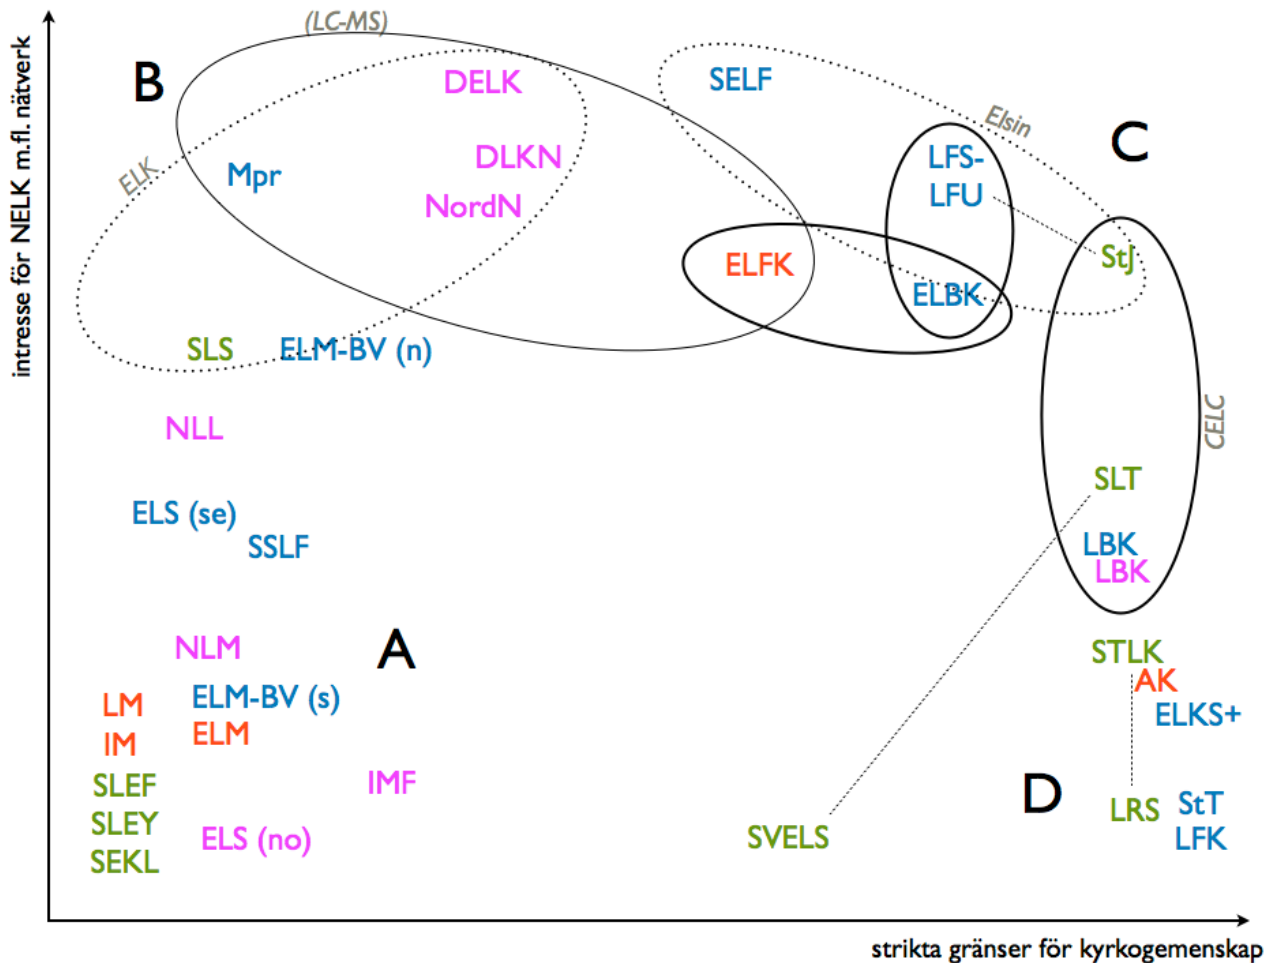 (LC-MS)
B
DELK
SELF
Elsin
C
ELK
Mpr
DLKN
LFS-
LFU
NordN
ELFK
StJ
ELBK
SLS
ELM-BV (n)
intresse för NELK m.fl. nätverk
NLL
CELC
SLT
ELS (se)
SSLF
LBK
LBK
NLM
A
STLK
AK
ELM-BV (s)
LM
ELKS+
ELM
IM
IMF
SLEF
D
StT
LRS
SLEY
ELS (no)
SVELS
LFK
SEKL
strikta gränser för kyrkogemenskap